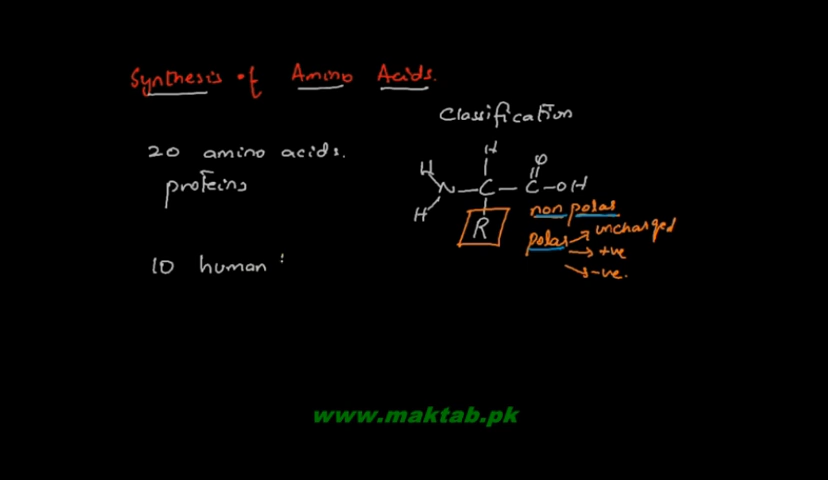 Synthesis of Amino Acids.
Classification
20 amino acids.
proteins
H H O
N — C — C — OH
H R
non polar
polar uncharged
+ve
-ve.
10 human :
www.maktab.pk